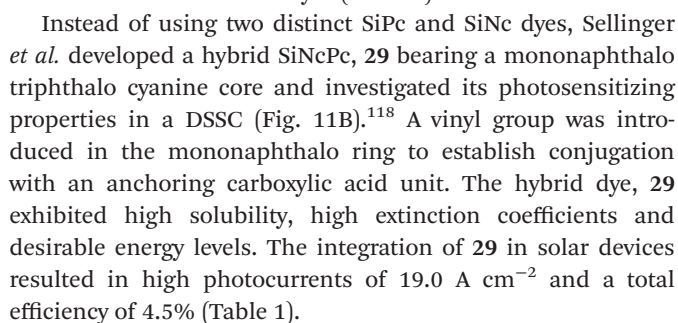 Instead of using two distinct SiPc and SiNc dyes, Sellinger
et al. developed a hybrid SiNcPc, 29 bearing a mononaphthalo
triphthalo cyanine core and investigated its photosensitizing
properties in a DSSC (Fig. 11B).118 A vinyl group was intro-
duced in the mononaphthalo ring to establish conjugation
with an anchoring carboxylic acid unit. The hybrid dye, 29
exhibited high solubility, high extinction coefficients and
desirable energy levels. The integration of 29 in solar devices
resulted in high photocurrents of 19.0 A cm−2 and a total
efficiency of 4.5% (Table 1).